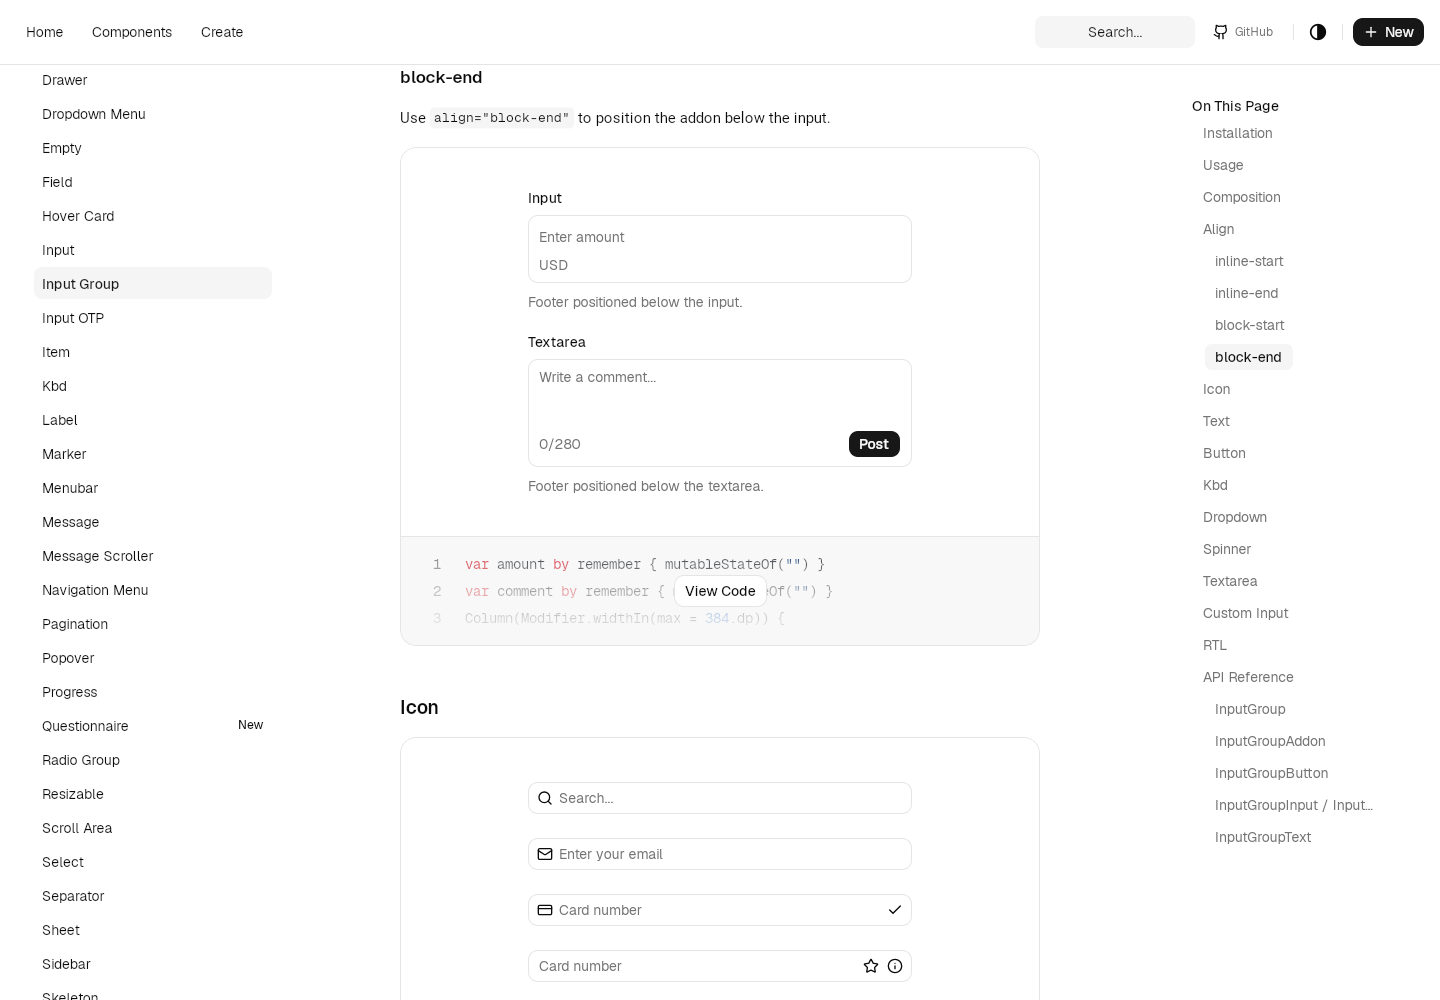 Home
Components
Create
Search...
GitHub
New
Drawer
Dropdown Menu
Empty
Field
Hover Card
Input
Input Group
Input OTP
Item
Kbd
Label
Marker
Menubar
Message
Message Scroller
Navigation Menu
Pagination
Popover
Progress
Questionnaire New
Radio Group
Resizable
Scroll Area
Select
Separator
Sheet
Sidebar
Skeleton
block-end
Use align="block-end" to position the addon below the input.
Input
Enter amount
USD
Footer positioned below the input.
Textarea
Write a comment...
0/280 Post
Footer positioned below the textarea.
1 var amount by remember { mutableStateOf("") }
2 var comment by remember { View Code eOf("") }
3 Column(Modifier.widthIn(max = 384.dp)) {
Icon
Search...
Enter your email
Card number
Card number
On This Page
Installation
Usage
Composition
Align
inline-start
inline-end
block-start
block-end
Icon
Text
Button
Kbd
Dropdown
Spinner
Textarea
Custom Input
RTL
API Reference
InputGroup
InputGroupAddon
InputGroupButton
InputGroupInput / Input...
InputGroupText